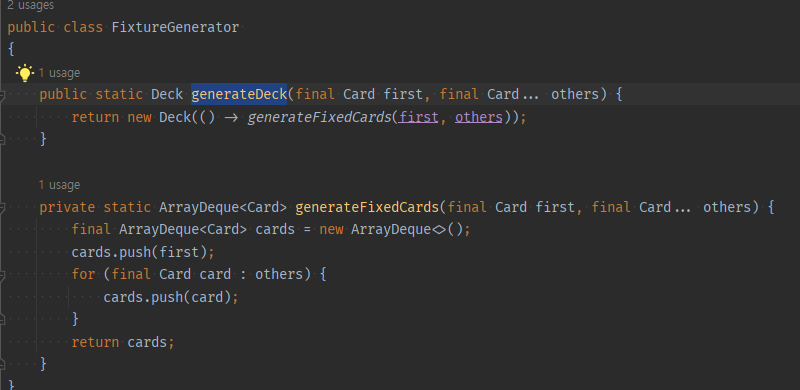 2 usages
public class FixtureGenerator
{
1 usage
public static Deck generateDeck(final Card first, final Card... others) {
return new Deck(() -> generateFixedCards(first, others));
}
1 usage
private static ArrayDeque<Card> generateFixedCards(final Card first, final Card... others) {
final ArrayDeque<Card> cards = new ArrayDeque<>();
cards.push(first);
for (final Card card : others) {
cards.push(card);
}
return cards;
}
}